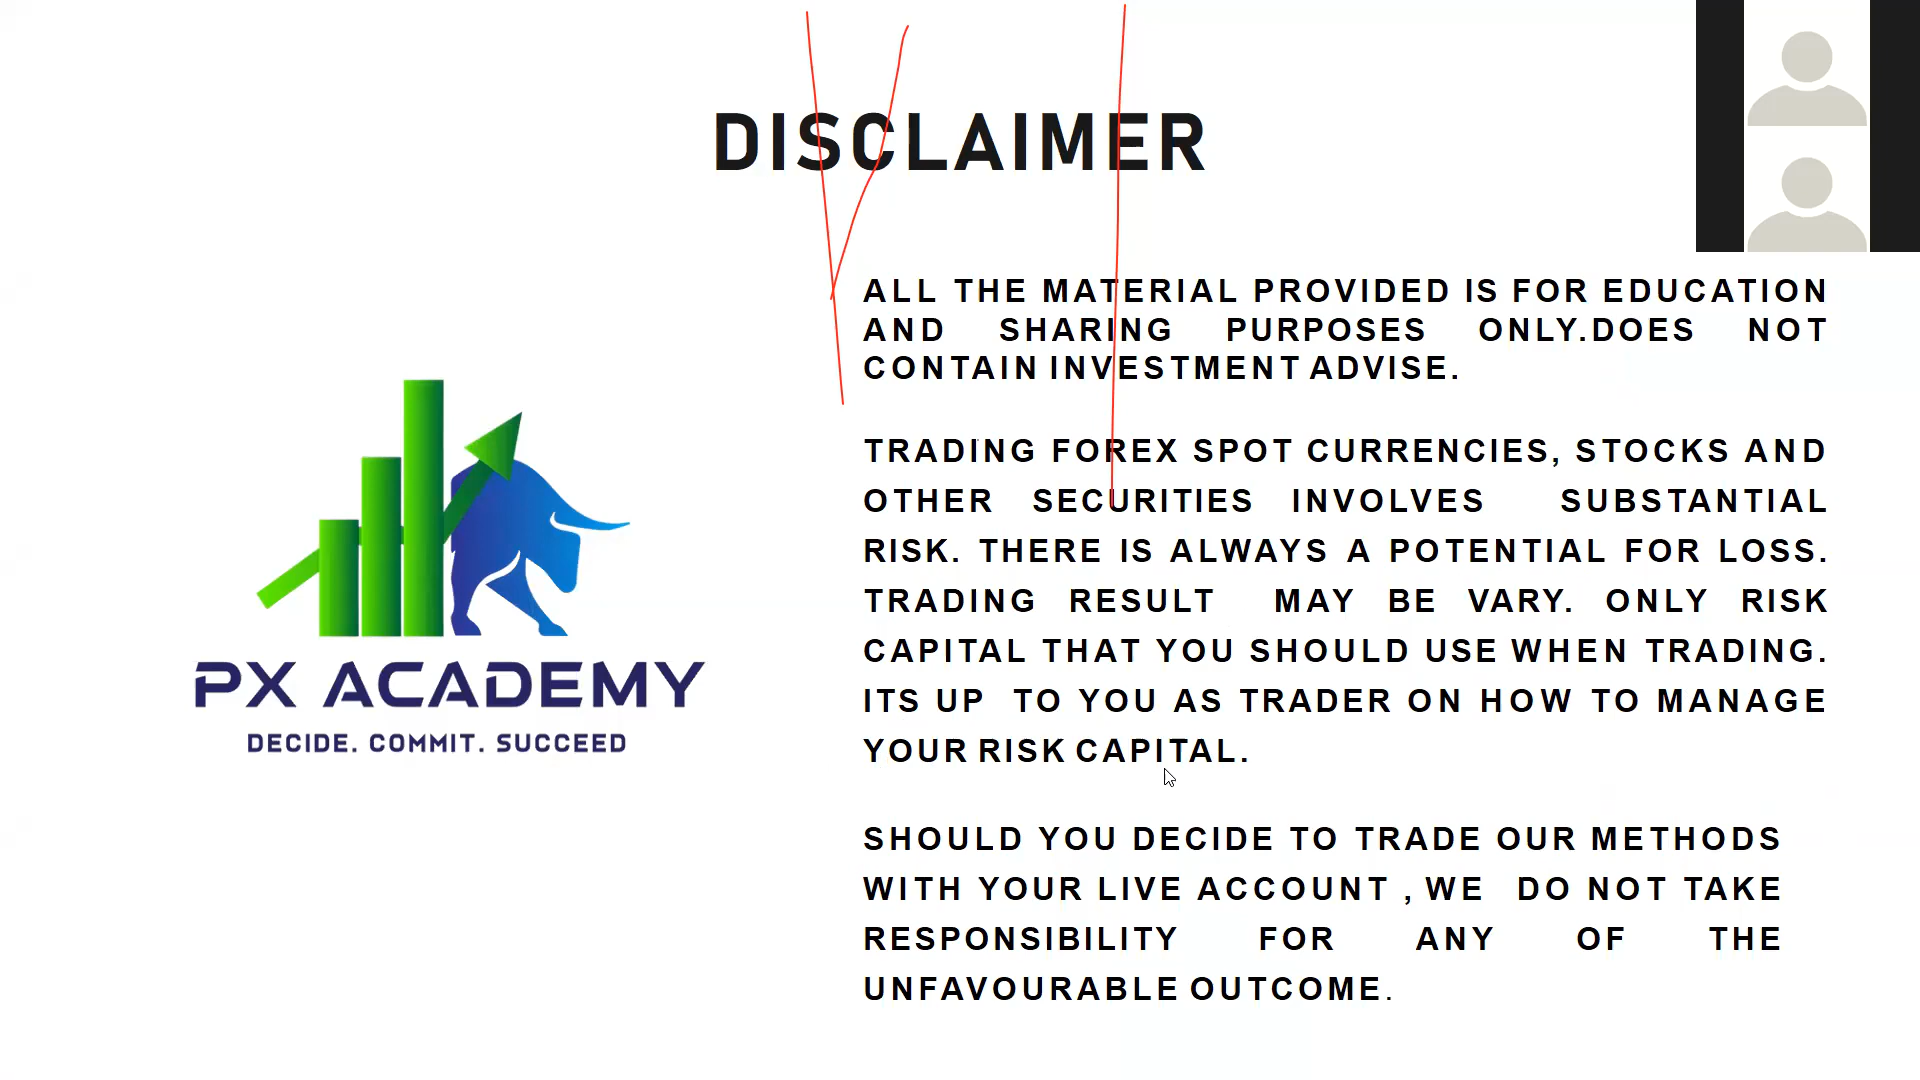 DISCLAIMER
ALL THE MATERIAL PROVIDED IS FOR EDUCATION
AND SHARING PURPOSES ONLY.DOES NOT
CONTAIN INVESTMENT ADVISE.
TRADING FOREX SPOT CURRENCIES, STOCKS AND
OTHER SECURITIES INVOLVES SUBSTANTIAL
RISK. THERE IS ALWAYS A POTENTIAL FOR LOSS.
TRADING RESULT MAY BE VARY. ONLY RISK
CAPITAL THAT YOU SHOULD USE WHEN TRADING.
ITS UP TO YOU AS TRADER ON HOW TO MANAGE
YOUR RISK CAPITAL.
SHOULD YOU DECIDE TO TRADE OUR METHODS
WITH YOUR LIVE ACCOUNT , WE DO NOT TAKE
RESPONSIBILITY FOR ANY OF THE
UNFAVOURABLE OUTCOME.
PX ACADEMY
DECIDE. COMMIT. SUCCEED